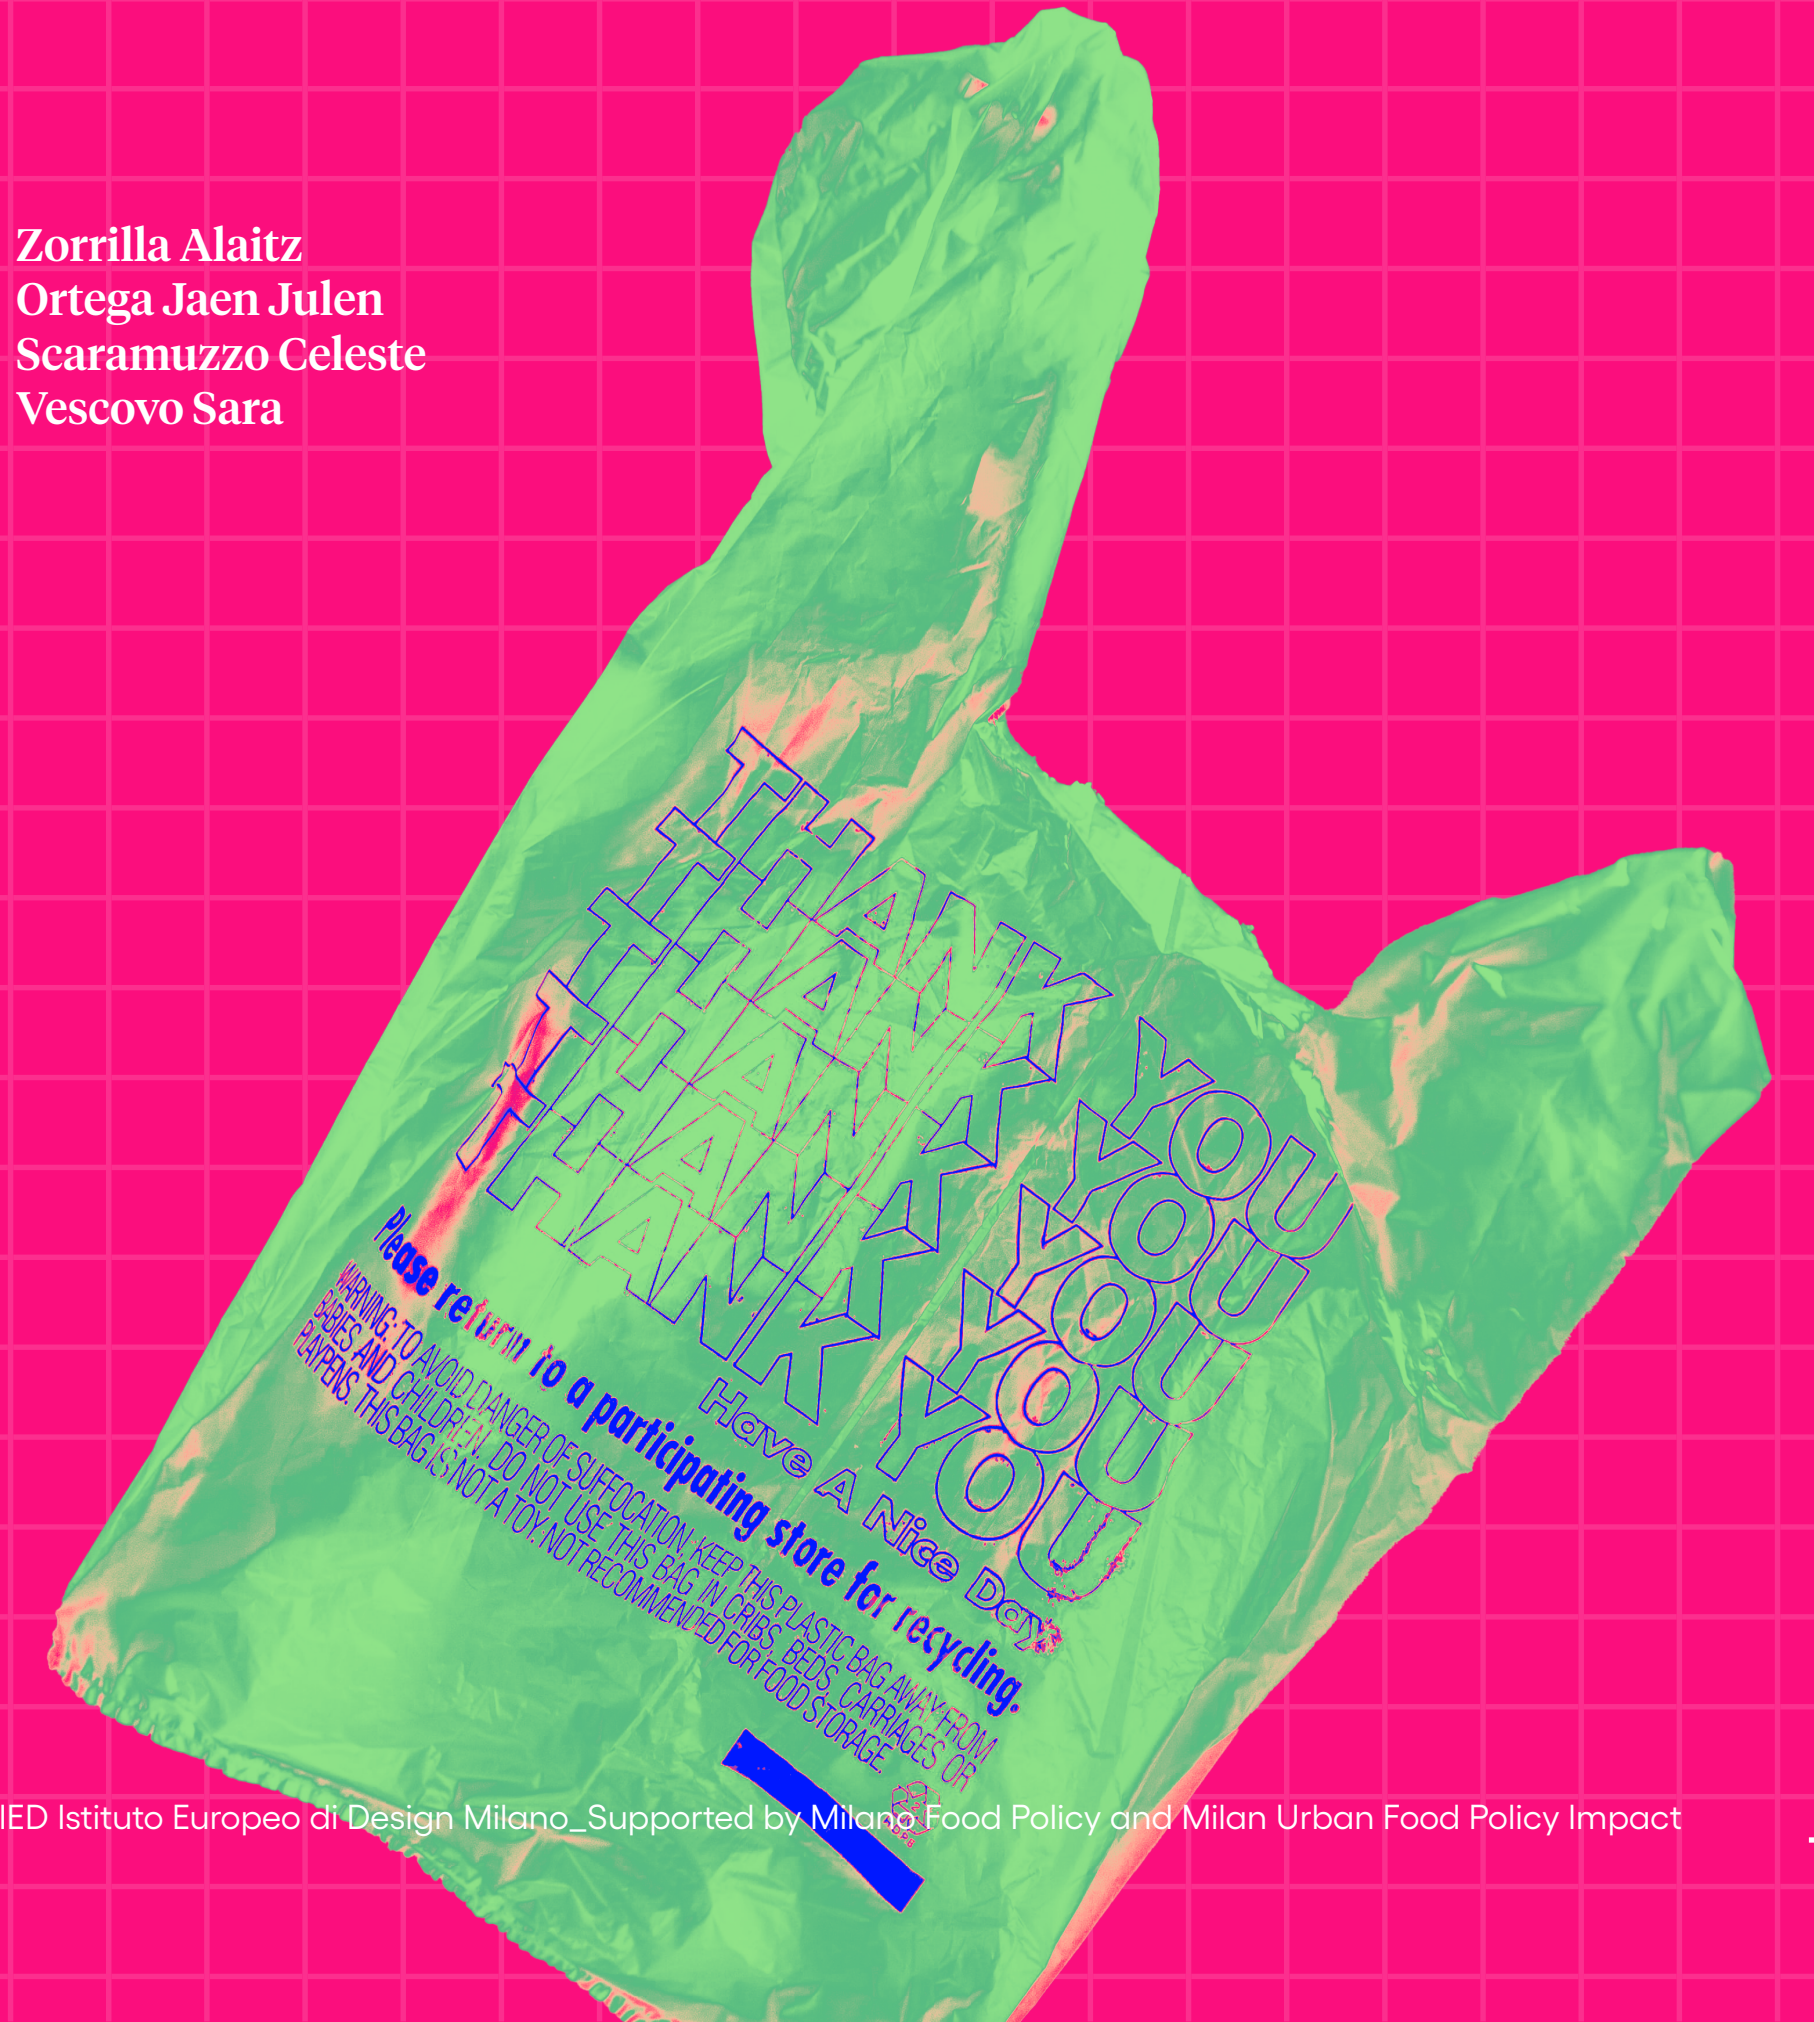 Zorrilla Alaitz
Ortega Jaen Julen
Scaramuzzo Celeste
Vescovo Sara
THANK YOU
THANK YOU
THANK YOU
THANK YOU
THANK YOU
Have A Nice Day
Please return to a participating store for recycling.
WARNING: TO AVOID DANGER OF SUFFOCATION, KEEP THIS PLASTIC BAG AWAY FROM
BABIES AND CHILDREN. DO NOT USE THIS BAG IN CRIBS, BEDS, CARRIAGES OR
PLAYPENS. THIS BAG IS NOT A TOY. NOT RECOMMENDED FOR FOOD STORAGE.
IED Istituto Europeo di Design Milano_Supported by Milano Food Policy and Milan Urban Food Policy Impact